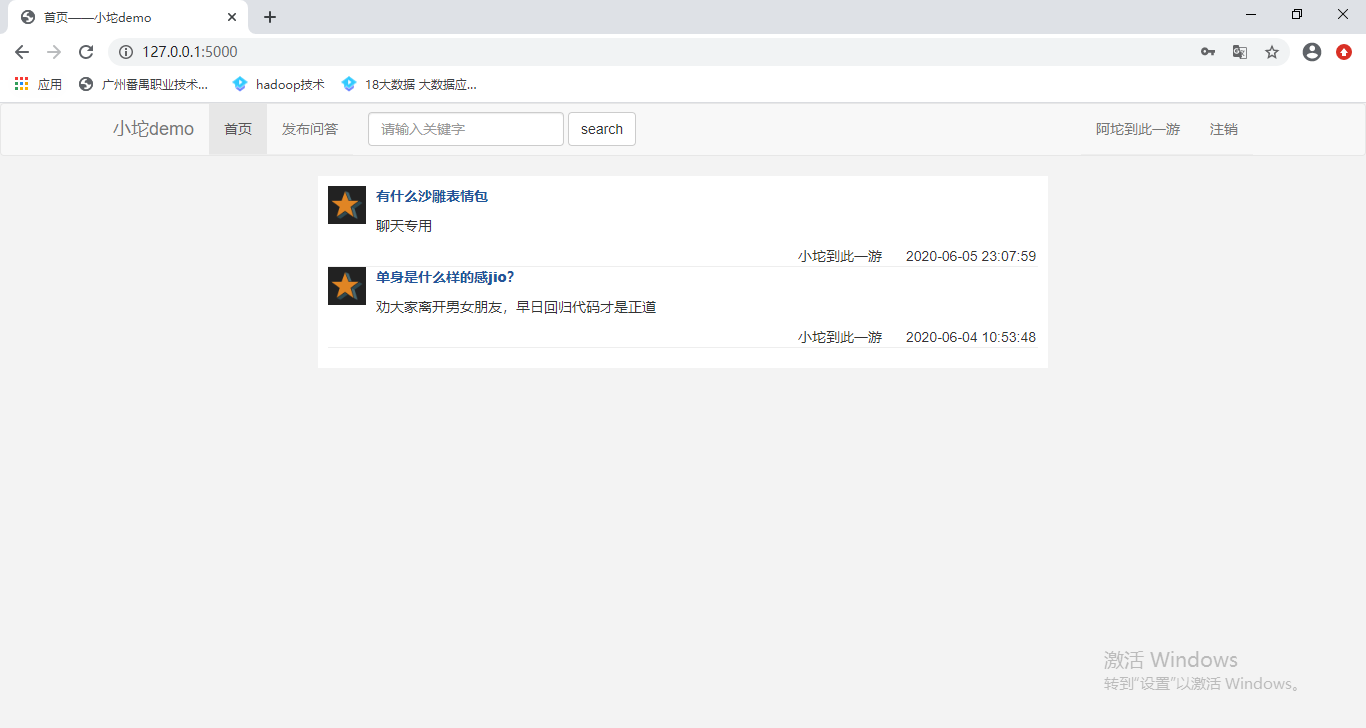 首页——小坨demo
127.0.0.1:5000
应用 广州番禺职业技术... hadoop技术 18大数据 大数据应...
小坨demo 首页 发布问答 请输入关键字 search 阿坨到此一游 注销
有什么沙雕表情包
聊天专用
小坨到此一游 2020-06-05 23:07:59
单身是什么样的感jio？
劝大家离开男女朋友，早日回归代码才是正道
小坨到此一游 2020-06-04 10:53:48
激活 Windows
转到"设置"以激活 Windows。